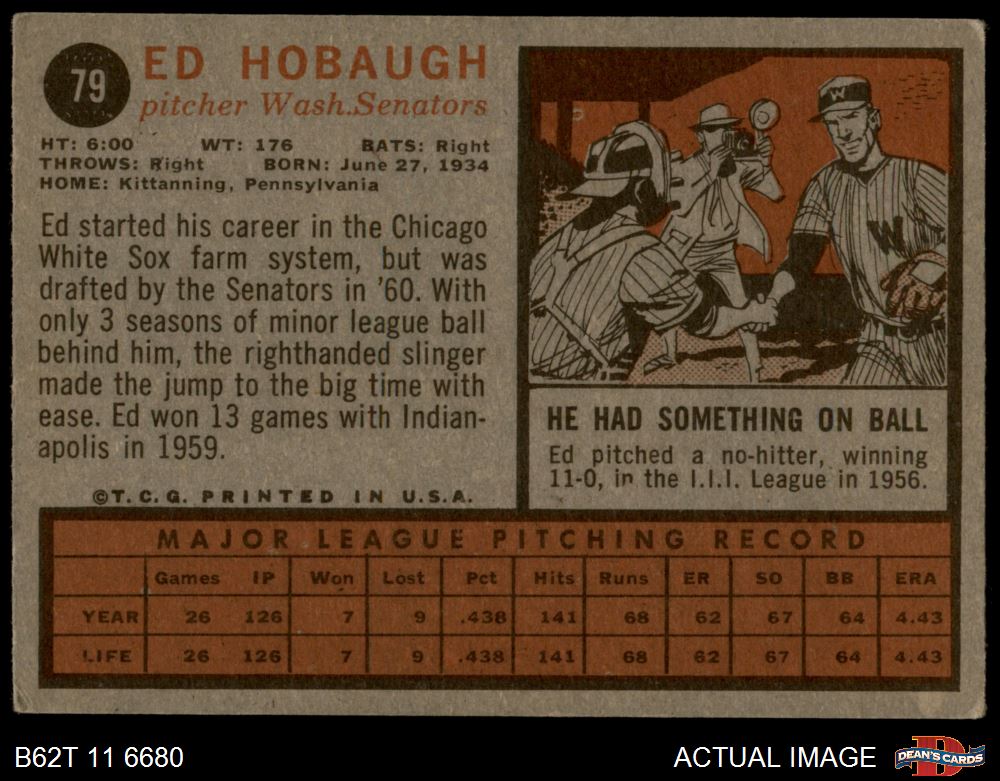 79
ED HOBAUGH
pitcher Wash.Senators
HT: 6:00 WT: 176 BATS: Right
THROWS: Right BORN: June 27, 1934
HOME: Kittanning, Pennsylvania
Ed started his career in the Chicago
White Sox farm system, but was
drafted by the Senators in '60. With
only 3 seasons of minor league ball
behind him, the righthanded slinger
made the jump to the big time with
ease. Ed won 13 games with Indian-
apolis in 1959.
©T.C.G. PRINTED IN U.S.A.
W
W
HE HAD SOMETHING ON BALL
Ed pitched a no-hitter, winning
11-0, in the I.I.I. League in 1956.
MAJOR LEAGUE PITCHING RECORD
Games IP Won Lost Pct Hits Runs ER SO BB ERA
YEAR 26 126 7 9 .438 141 68 62 67 64 4.43
LIFE 26 126 7 9 .438 141 68 62 67 64 4.43
B62T 11 6680
ACTUAL IMAGE
D
DEAN'S CARDS